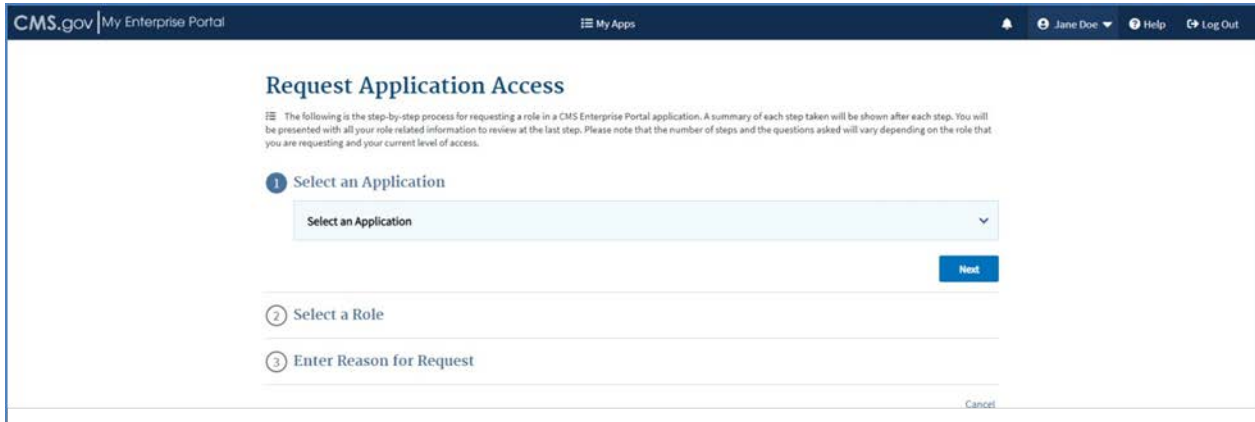 CMS.gov My Enterprise Portal
My Apps
Jane Doe
Help
Log Out
Request Application Access
The following is the step-by-step process for requesting a role in a CMS Enterprise Portal application. A summary of each step taken will be shown after each step. You will
be presented with all your role related information to review at the last step. Please note that the number of steps and the questions asked will vary depending on the role that
you are requesting and your current level of access.
1 Select an Application
Select an Application
Next
2 Select a Role
3 Enter Reason for Request
Cancel